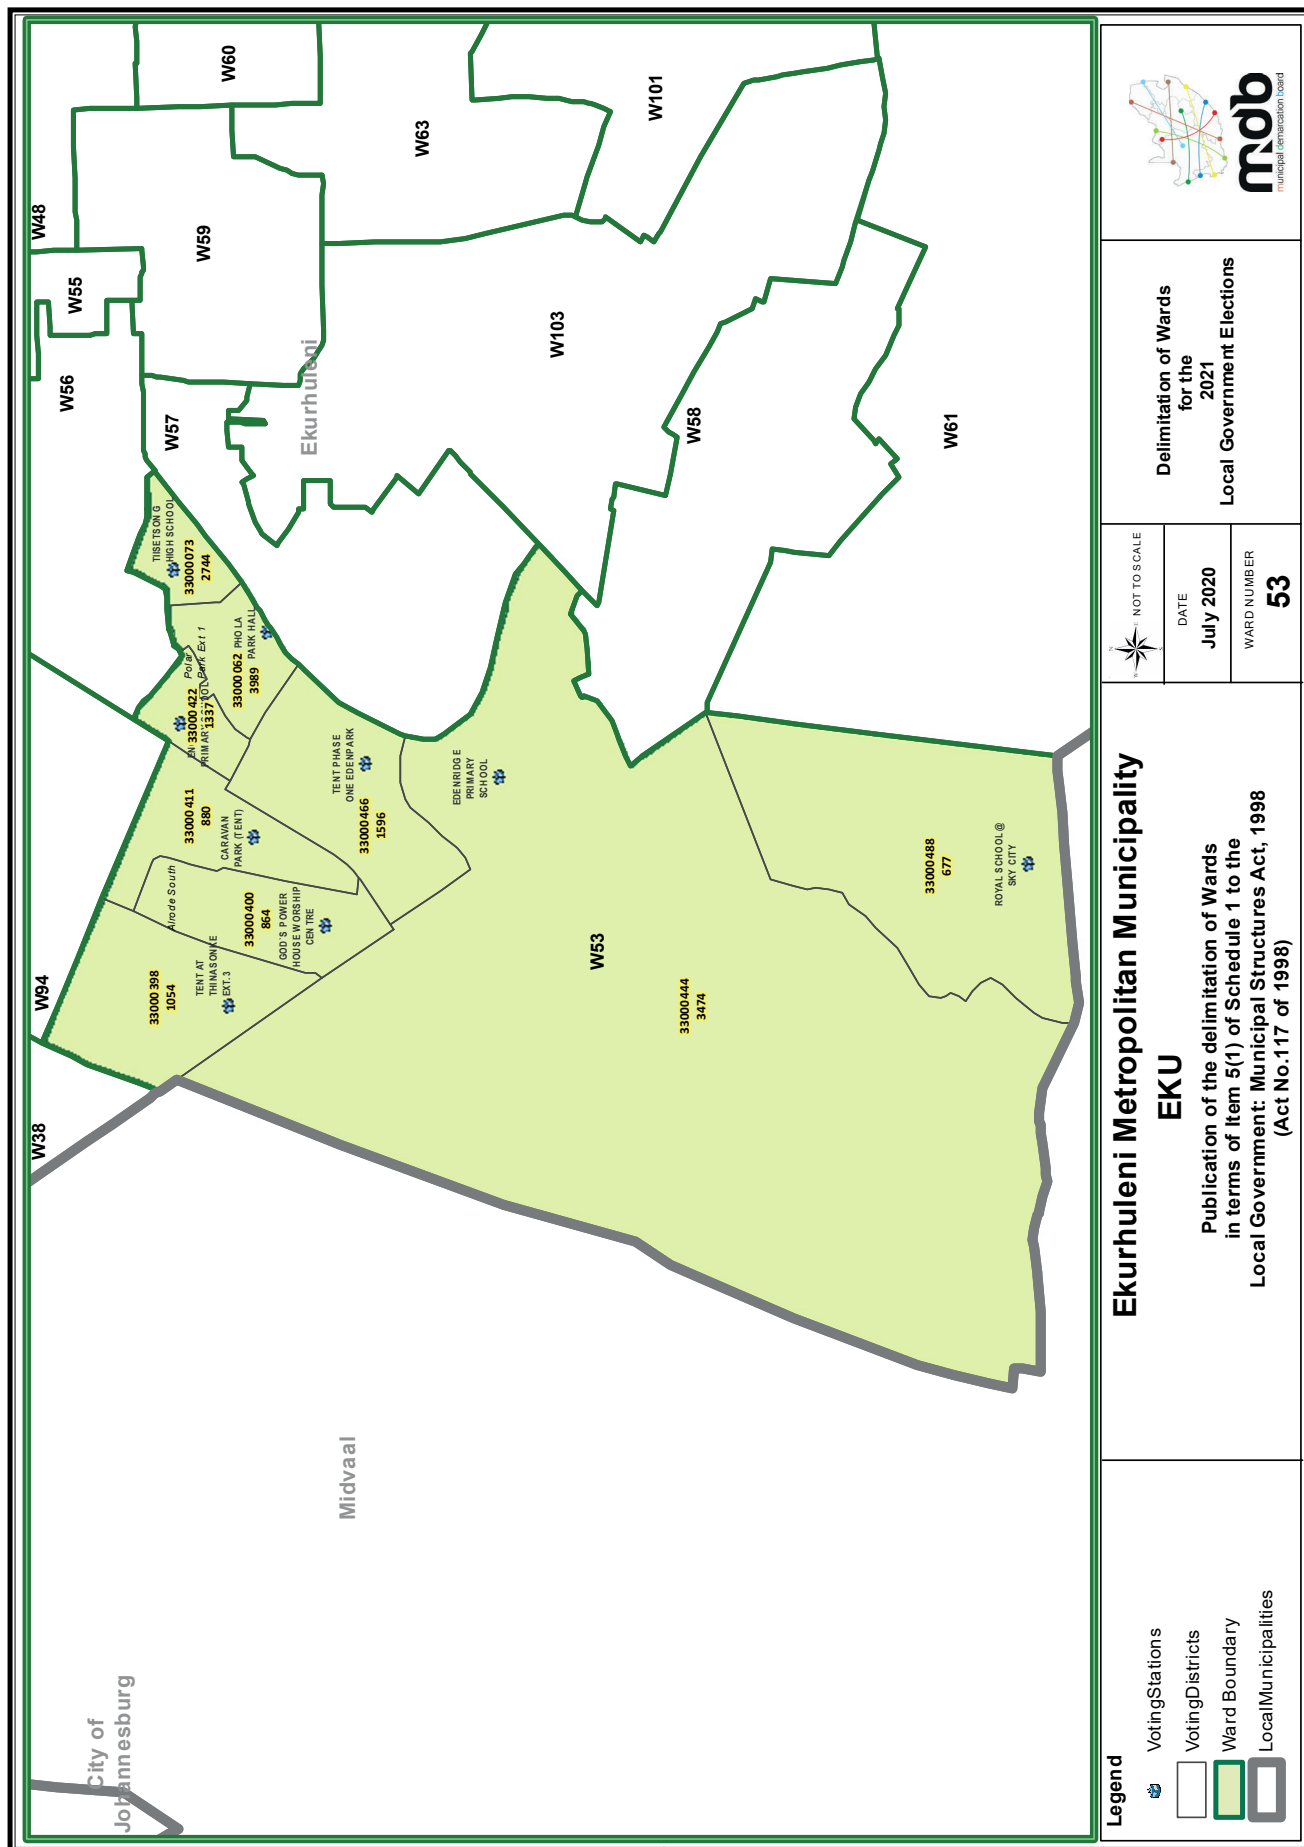 W48
W60
W55
W56
W59
W63
W101
W57
Ekurhuleni
W103
W58
W61
W94
W38
TIISETSONG
HIGH SCHOOL
33000073
2744
Polar
Park Ext 1
33000062
3989
PHOLA
PARK HALL
33000422
1337
33000411
880
CARAVAN
PARK (TENT)
TENT PHASE
ONE EDENPARK
33000466
1596
EDENRIDGE
PRIMARY
SCHOOL
Alrode South
33000400
864
GOD'S POWER
HOUSE WORSHIP
CENTRE
33000398
1054
TENT AT
THINASONKE
EXT. 3
W53
33000444
3474
33000488
677
ROYAL SCHOOL @
SKY CITY
Midvaal
City of
Johannesburg
Legend
VotingStations
VotingDistricts
Ward Boundary
LocalMunicipalities
Ekurhuleni Metropolitan Municipality
EKU
Publication of the delimitation of Wards
in terms of Item 5(1) of Schedule 1 to the
Local Government: Municipal Structures Act, 1998
(Act No.117 of 1998)
N
W
E
S
NOT TO SCALE
DATE
July 2020
WARD NUMBER
53
Delimitation of Wards
for the
2021
Local Government Elections
mdb
municipal demarcation board